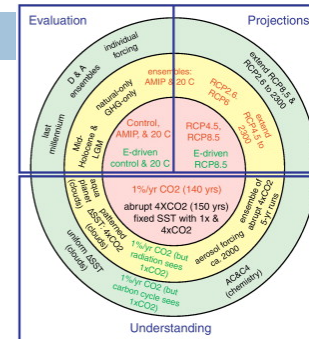 Evaluation
Projections
individual
forcing
D & A
ensembles
last
millennium
extend RCP8.5 &
RCP2.6 to 2300
ensembles:
AMIP & 20 C
natural-only
GHG-only
Mid-
Holocene &
LGM
RCP2.6,
RCP6
extend
RCP4.5 to
2300
Control,
AMIP, & 20 C
E-driven
control & 20 C
RCP4.5,
RCP8.5
E-driven
RCP8.5
1%/yr CO2 (140 yrs)
abrupt 4XCO2 (150 yrs)
fixed SST with 1x &
4xCO2
aqua
planet
(clouds)
patterned
ΔSST; 4xCO2
(clouds)
uniform ΔSST
(clouds)
1%/yr CO2 (but
radiation sees
1xCO2)
1%/yr CO2 (but
carbon cycle sees
1XCO2)
aerosol forcing
ca. 2000
ensemble of
abrupt 4xCO2
5-yr runs
AC&C4
(chemistry)
Understanding